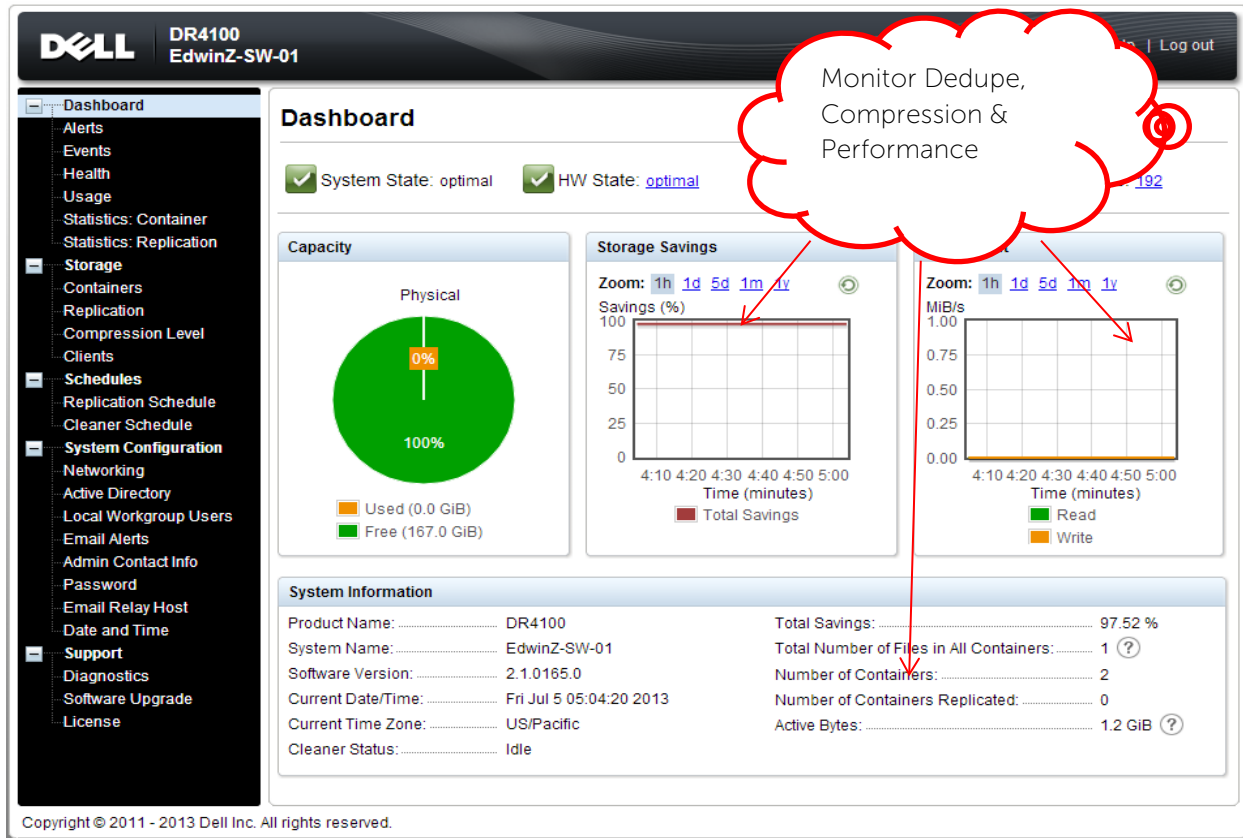 DELL
DR4100
EdwinZ-SW-01
| Log out
Monitor Dedupe,
Compression &
Performance
Dashboard
Alerts
Events
Health
Usage
Statistics: Container
Statistics: Replication
Storage
Containers
Replication
Compression Level
Clients
Schedules
Replication Schedule
Cleaner Schedule
System Configuration
Networking
Active Directory
Local Workgroup Users
Email Alerts
Admin Contact Info
Password
Email Relay Host
Date and Time
Support
Diagnostics
Software Upgrade
License
Dashboard
System State: optimal
HW State: optimal
192
Capacity
Physical
0%
100%
Used (0.0 GiB)
Free (167.0 GiB)
Storage Savings
Zoom: 1h 1d 5d 1m 1y
Savings (%)
100
75
50
25
0
4:10 4:20 4:30 4:40 4:50 5:00
Time (minutes)
Total Savings
Zoom: 1h 1d 5d 1m 1y
MiB/s
1.00
0.75
0.50
0.25
0.00
4:10 4:20 4:30 4:40 4:50 5:00
Time (minutes)
Read
Write
System Information
Product Name: DR4100
System Name: EdwinZ-SW-01
Software Version: 2.1.0165.0
Current Date/Time: Fri Jul 5 05:04:20 2013
Current Time Zone: US/Pacific
Cleaner Status: Idle
Total Savings: 97.52 %
Total Number of Files in All Containers: 1 ?
Number of Containers: 2
Number of Containers Replicated: 0
Active Bytes: 1.2 GiB ?
Copyright © 2011 - 2013 Dell Inc. All rights reserved.